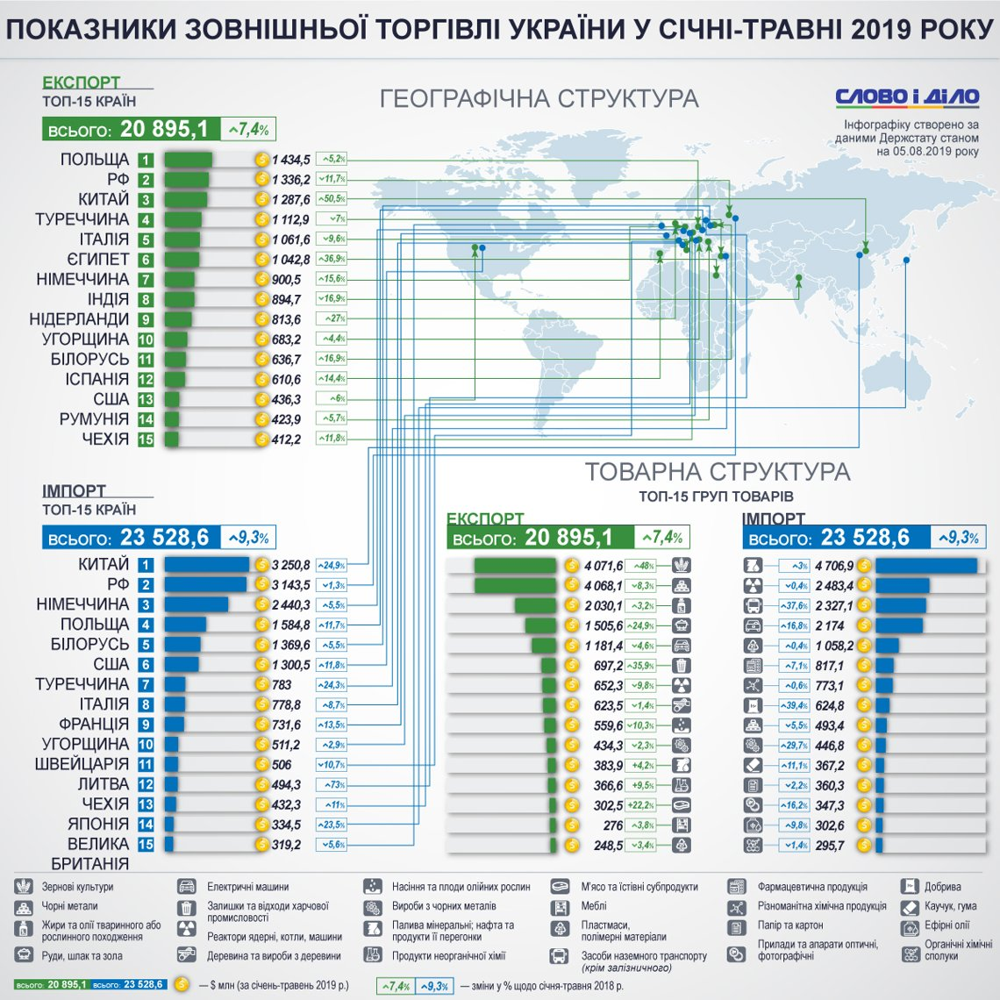 ПОКАЗНИКИ ЗОВНІШНЬОЇ ТОРГІВЛІ УКРАЇНИ У СІЧНІ-ТРАВНІ 2019 РОКУ
ЕКСПОРТ
ТОП-15 КРАЇН
ВСЬОГО: 20 895,1 ^7,4%
ГЕОГРАФІЧНА СТРУКТУРА
СЛОВО і ДІЛО
Інфографіку створено за
даними Держстату станом
на 05.08.2019 року
ПОЛЬЩА 1 $ 1 434,5 ^5,2%
РФ 2 $ 1 336,2 ˅11,7%
КИТАЙ 3 $ 1 287,6 ^50,5%
ТУРЕЧЧИНА 4 $ 1 112,9 ˅7%
ІТАЛІЯ 5 $ 1 061,6 ˅9,6%
ЄГИПЕТ 6 $ 1 042,8 ^36,9%
НІМЕЧЧИНА 7 $ 900,5 ^15,6%
ІНДІЯ 8 $ 894,7 ˅16,9%
НІДЕРЛАНДИ 9 $ 813,6 ^27%
УГОРЩИНА 10 $ 683,2 ^4,4%
БІЛОРУСЬ 11 $ 636,7 ^16,9%
ІСПАНІЯ 12 $ 610,6 ^14,4%
США 13 $ 436,3 ^6%
РУМУНІЯ 14 $ 423,9 ^5,7%
ЧЕХІЯ 15 $ 412,2 ^11,8%
ІМПОРТ
ТОП-15 КРАЇН
ВСЬОГО: 23 528,6 ^9,3%
КИТАЙ 1 $ 3 250,8 ^24,9%
РФ 2 $ 3 143,5 ˅1,3%
НІМЕЧЧИНА 3 $ 2 440,3 ^5,5%
ПОЛЬЩА 4 $ 1 584,8 ^11,7%
БІЛОРУСЬ 5 $ 1 369,6 ^5,5%
США 6 $ 1 300,5 ^11,8%
ТУРЕЧЧИНА 7 $ 783 ^24,3%
ІТАЛІЯ 8 $ 778,8 ^8,7%
ФРАНЦІЯ 9 $ 731,6 ^13,5%
УГОРЩИНА 10 $ 511,2 ^2,9%
ШВЕЙЦАРІЯ 11 $ 506 ˅10,7%
ЛИТВА 12 $ 494,3 ^73%
ЧЕХІЯ 13 $ 432,3 ^11%
ЯПОНІЯ 14 $ 334,5 ^23,5%
ВЕЛИКА 15 $ 319,2 ˅5,6%
БРИТАНІЯ
ТОВАРНА СТРУКТУРА
ТОП-15 ГРУП ТОВАРІВ
ЕКСПОРТ
ВСЬОГО: 20 895,1 ^7,4%
$ 4 071,6 ^48%
$ 4 068,1 ˅8,3%
$ 2 030,1 ^3,2%
$ 1 505,6 ^24,9%
$ 1 181,4 ˅4,6%
$ 697,2 ^35,9%
$ 652,3 ˅9,8%
$ 623,5 ˅1,4%
$ 559,6 ˅10,3%
$ 434,3 ˅2,3%
$ 383,9 +4,2%
$ 366,6 +9,5%
$ 302,5 +22,2%
$ 276 ^3,8%
$ 248,5 ˅3,4%
ІМПОРТ
ВСЬОГО: 23 528,6 ^9,3%
^3% 4 706,9 $
˅0,4% 2 483,4 $
^37,6% 2 327,1 $
^16,8% 2 174 $
^0,4% 1 058,2 $
^7,1% 817,1 $
^0,6% 773,1 $
^39,4% 624,8 $
˅5,5% 493,4 $
^29,7% 446,8 $
^11,1% 367,2 $
˅2,2% 360,3 $
^16,2% 347,3 $
^9,8% 302,6 $
˅1,4% 295,7 $
Зернові культури
Чорні метали
Жири та олії тваринного або
рослинного походження
Руди, шлак та зола
Електричні машини
Залишки та відходи харчової
промисловості
Реактори ядерні, котли, машини
Деревина та вироби з деревини
Насіння та плоди олійних рослин
Вироби з чорних металів
Палива мінеральні; нафта та
продукти її перегонки
Продукти неорганічної хімії
М'ясо та їстівні субпродукти
Меблі
Пластмаси,
полімерні матеріали
Засоби наземного транспорту
(крім залізничного)
Фармацевтична продукція
Різноманітна хімічна продукція
Папір та картон
Прилади та апарати оптичні,
фотографічні
Добрива
Каучук, гума
Ефірні олії
Органічні хімічні
сполуки
ВСЬОГО: 20 895,1 ВСЬОГО: 23 528,6 $ — $ млн (за січень-травень 2019 р.)
^7,4% ^9,3% — зміни у % щодо січня-травня 2018 р.